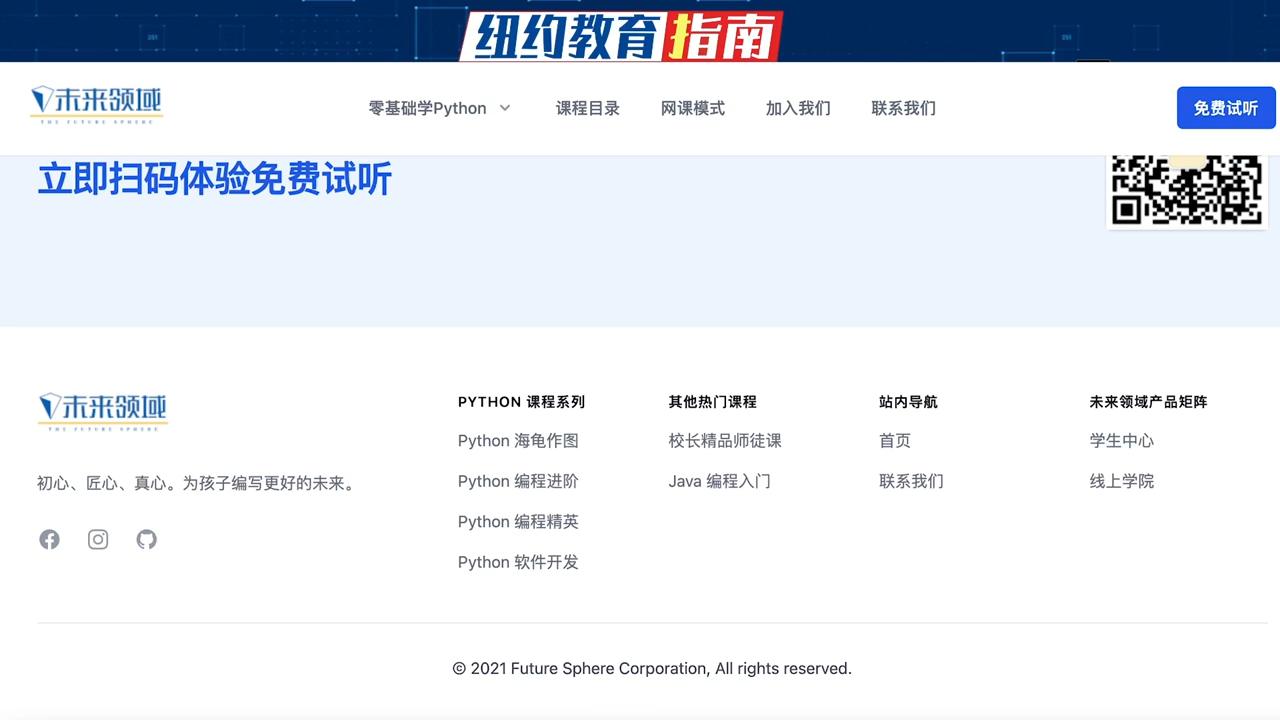 纽约教育指南
未来领域
THE FUTURE SPHERE
零基础学Python 课程目录 网课模式 加入我们 联系我们 免费试听
立即扫码体验免费试听
未来领域
THE FUTURE SPHERE
初心、匠心、真心。为孩子编写更好的未来。
PYTHON 课程系列
Python 海龟作图
Python 编程进阶
Python 编程精英
Python 软件开发
其他热门课程
校长精品师徒课
Java 编程入门
站内导航
首页
联系我们
未来领域产品矩阵
学生中心
线上学院
© 2021 Future Sphere Corporation, All rights reserved.